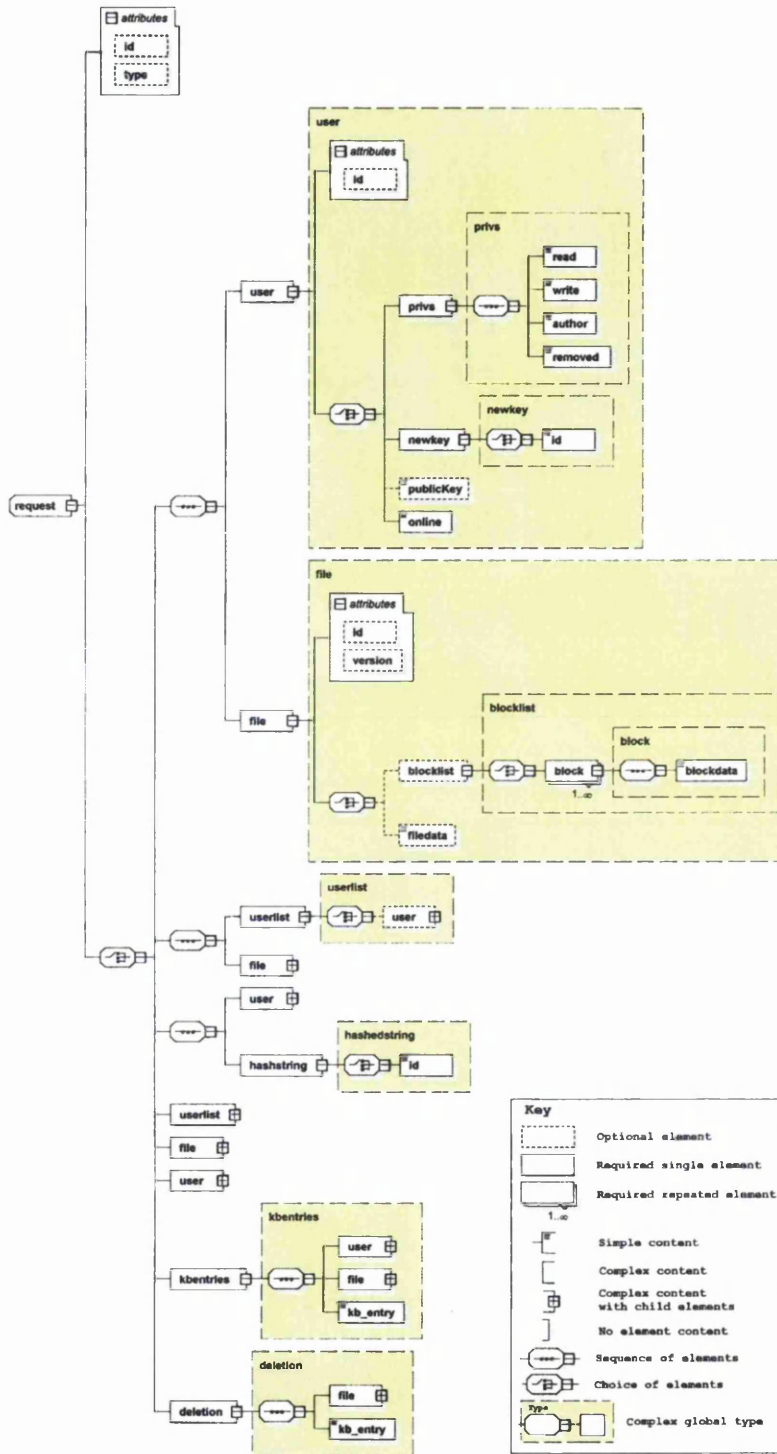 attributes
id
type
user
attributes
id
privs
read
write
author
removed
user
privs
newkey
newkey
id
publicKey
online
request
file
attributes
id
version
file
blocklist
block
blocklist
block
blockdata
1..∞
filedata
userlist
userlist
user
file
user
hashedstring
hashstring
id
userlist
file
user
kbentries
user
kbentries
file
kb_entry
deletion
file
deletion
kb_entry
Key
Optional element
Required single element
Required repeated element
1..∞
Simple content
Complex content
Complex content
with child elements
No element content
Sequence of elements
Choice of elements
Type
Complex global type